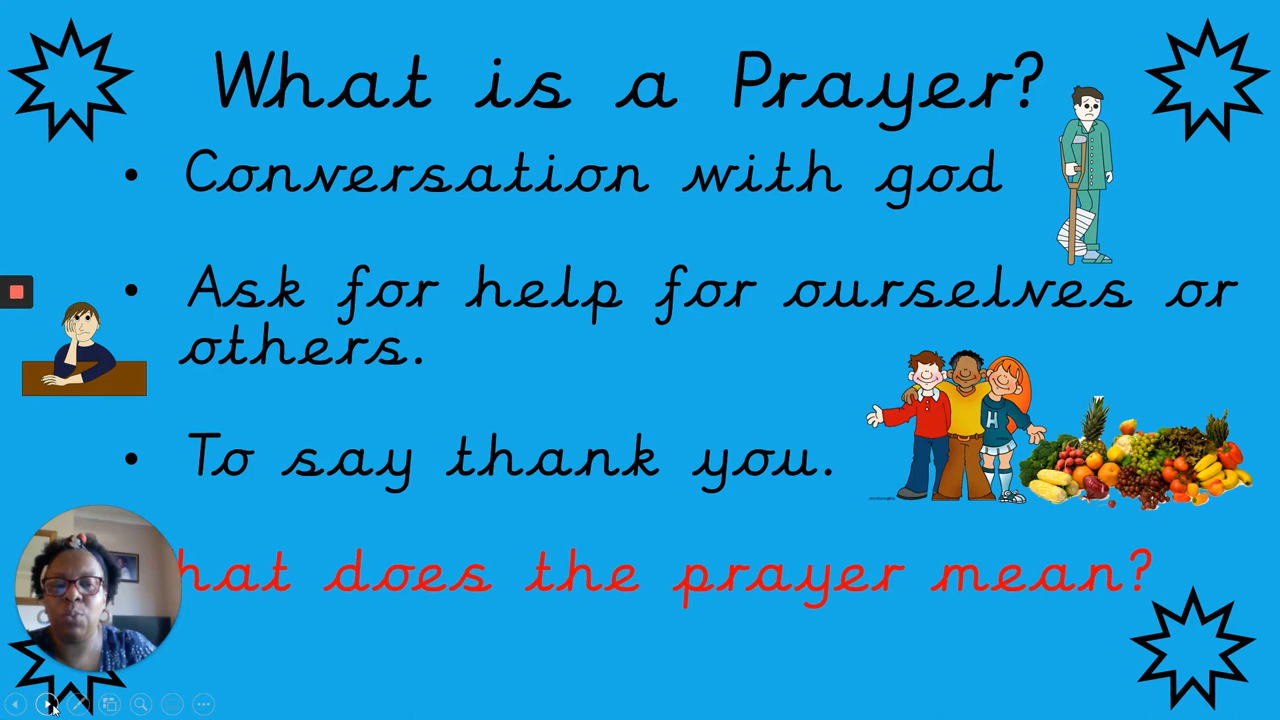 What is a Prayer?
• Conversation with god
• Ask for help for ourselves or
others.
• To say thank you.
hat does the prayer mean?
H